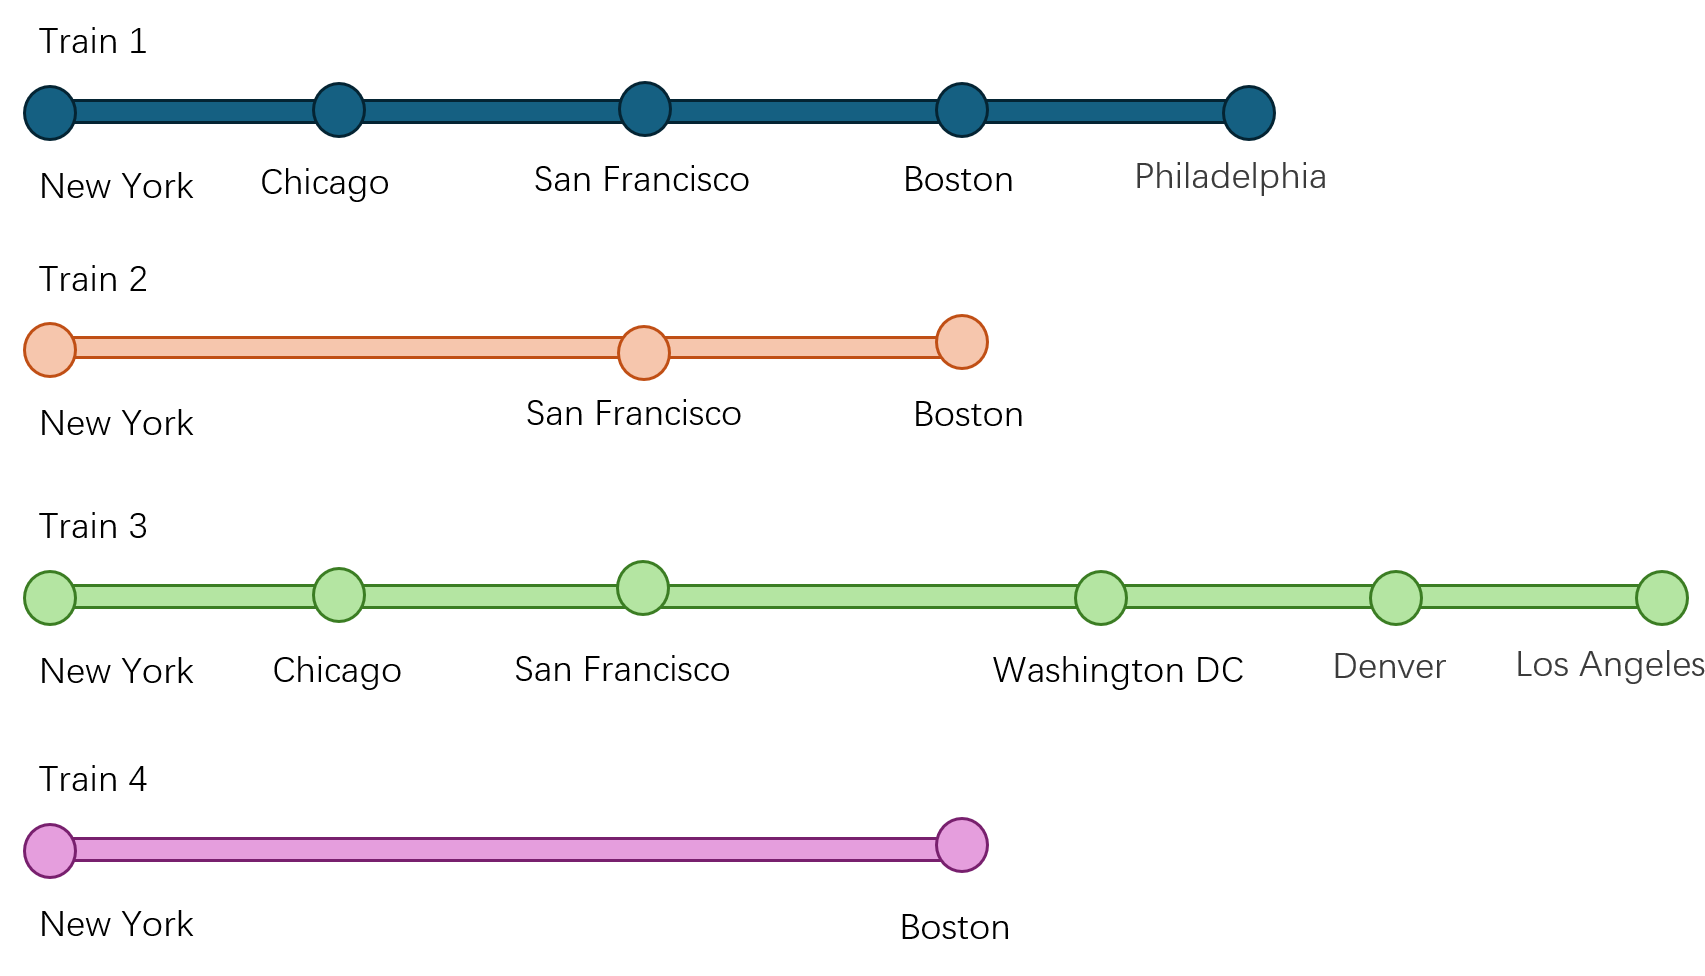 Train 1
New York Chicago San Francisco Boston Philadelphia
Train 2
New York San Francisco Boston
Train 3
New York Chicago San Francisco Washington DC Denver Los Angeles
Train 4
New York Boston